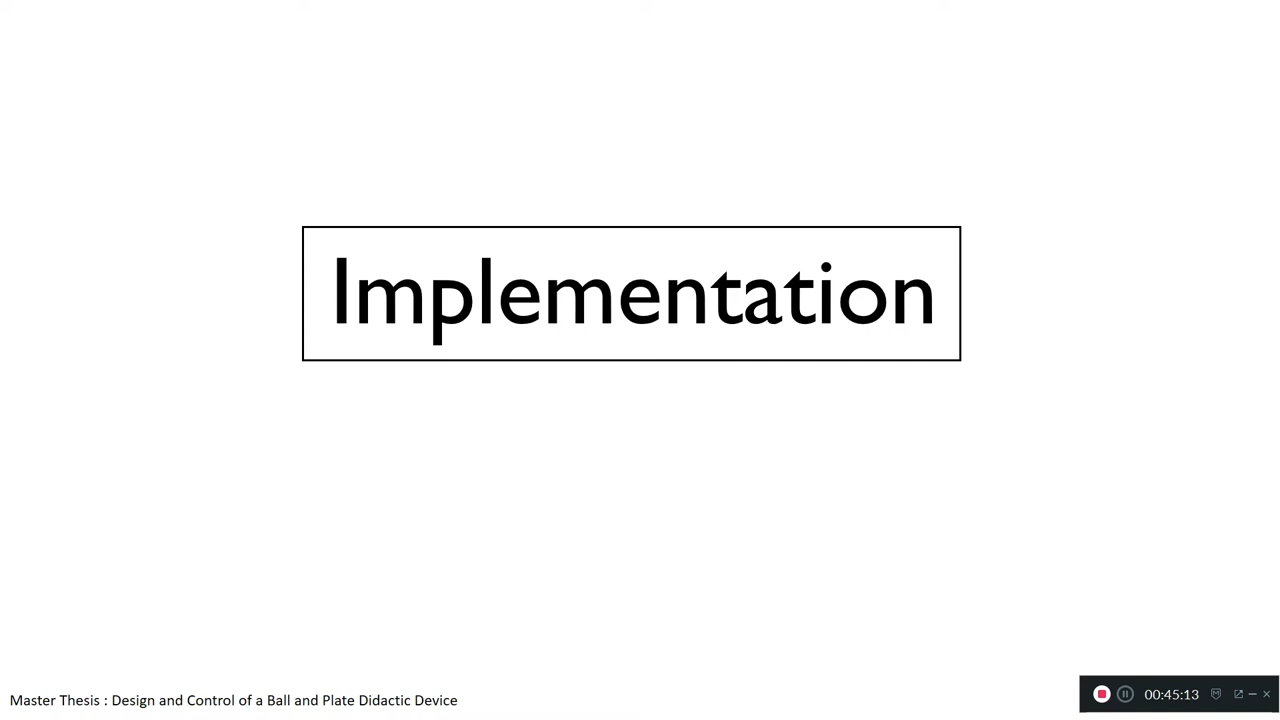 Implementation
Master Thesis : Design and Control of a Ball and Plate Didactic Device
00:45:13